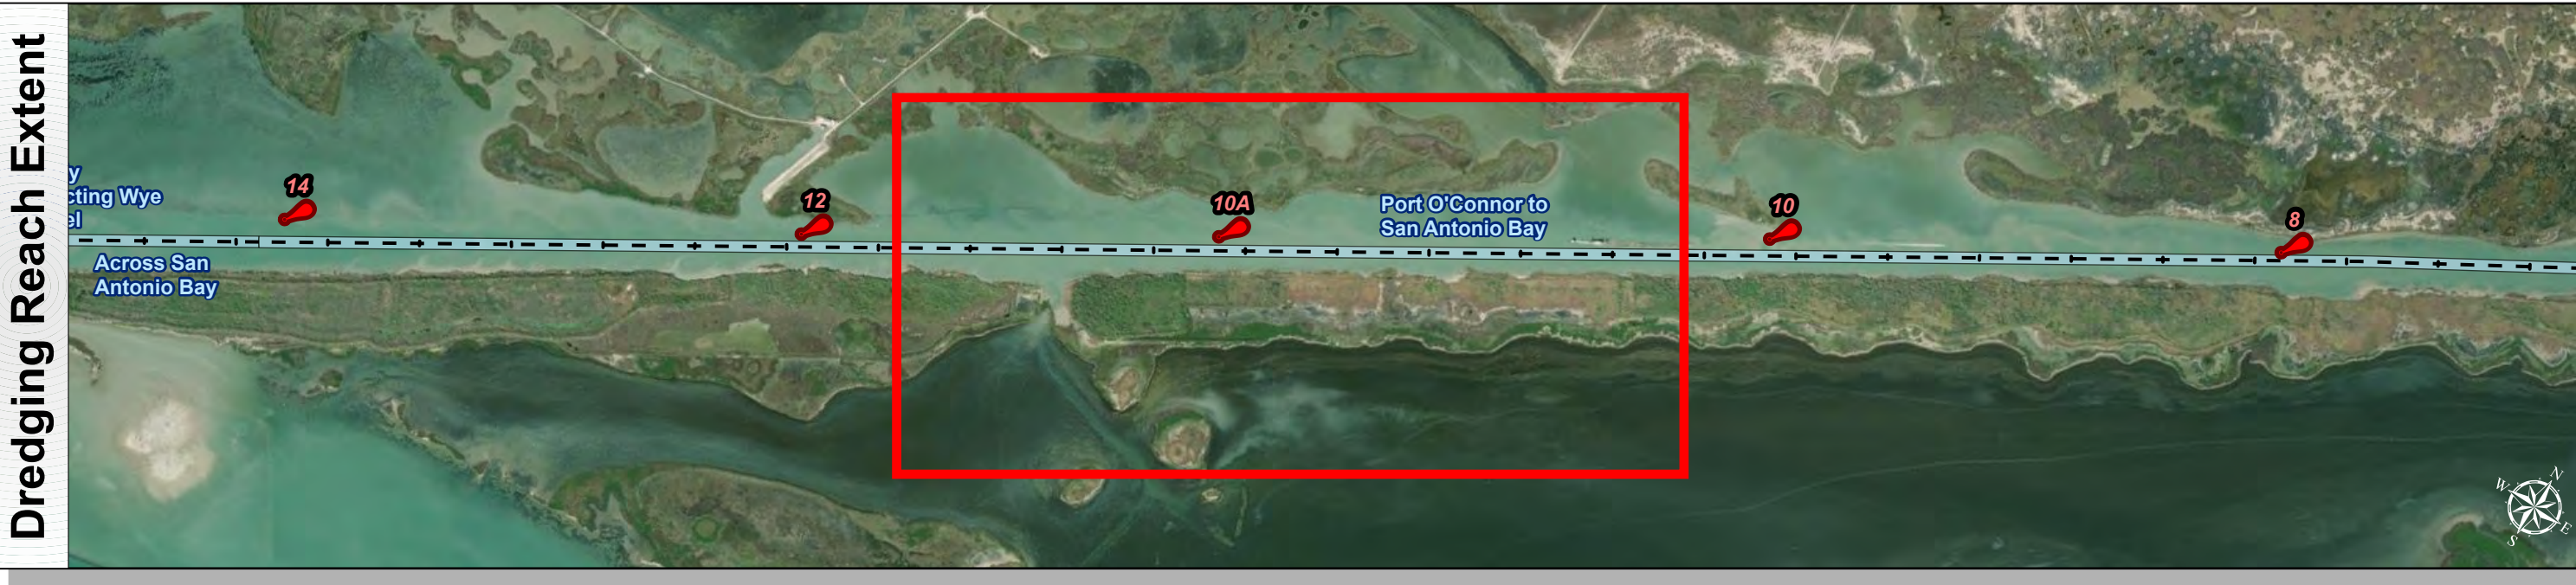 Dredging Reach Extent
14
12
10A
10
8
y
cting Wye
el
Port O'Connor to
San Antonio Bay
Across San
Antonio Bay
N
W
E
S